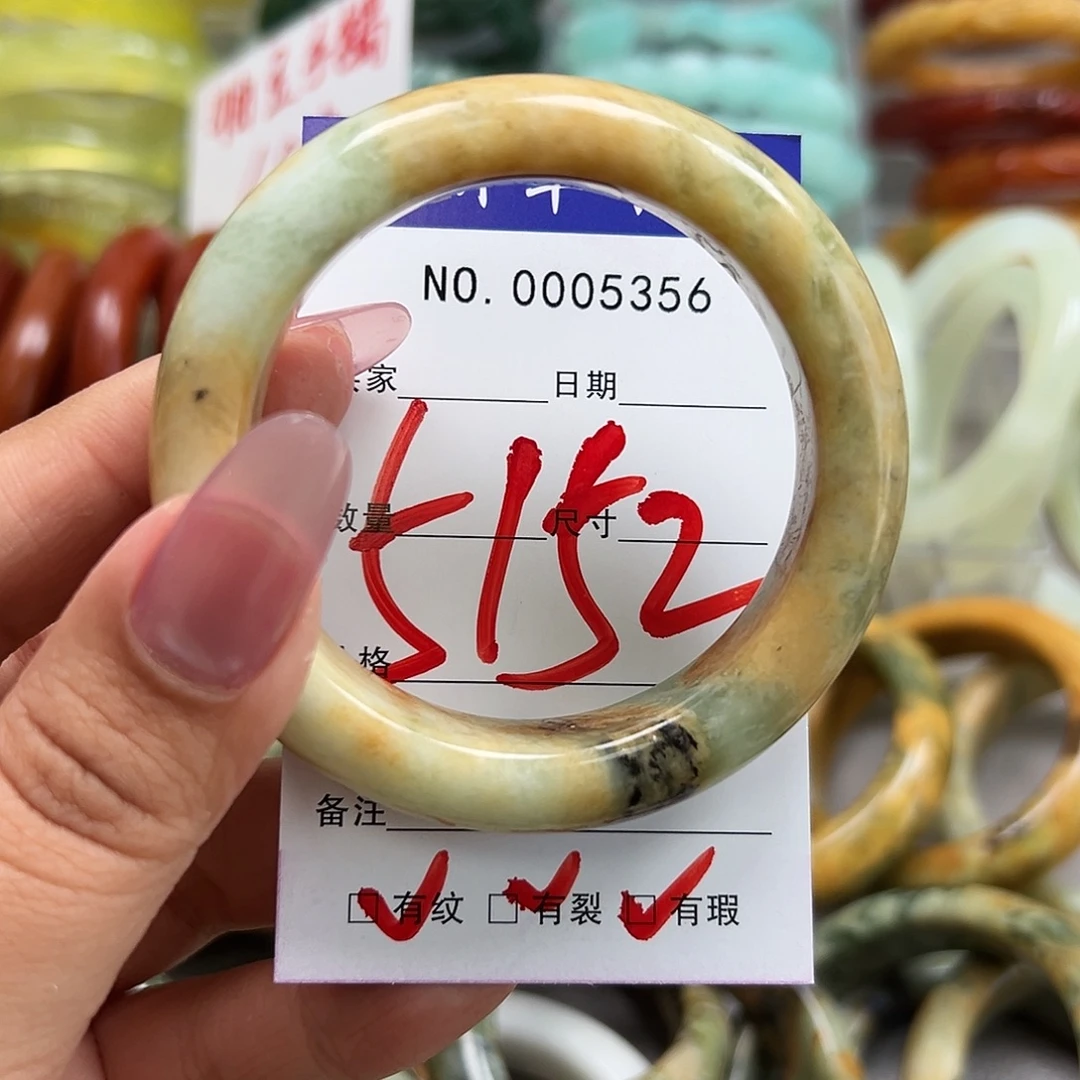 NO. 0005356
家 日期
5152
数量 尺寸
格
备注
□有纹 □有裂 □有瑕